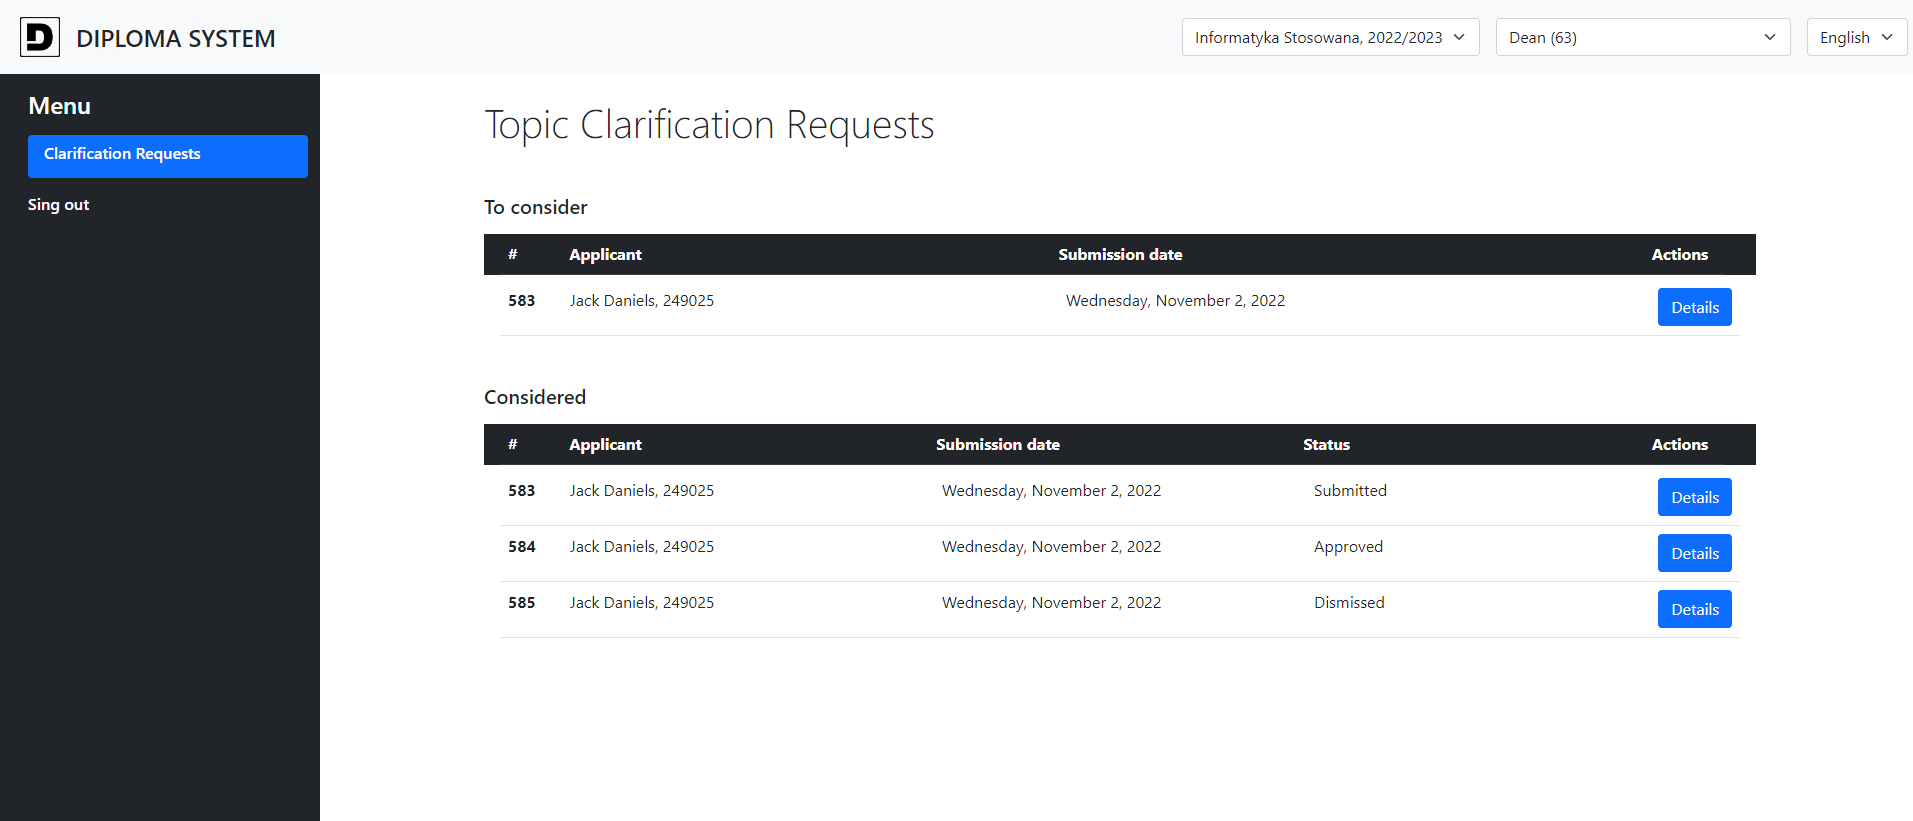 D DIPLOMA SYSTEM Informatyka Stosowana, 2022/2023 Dean (63) English
Menu
Clarification Requests
Sing out
Topic Clarification Requests
To consider
# Applicant Submission date Actions
583 Jack Daniels, 249025 Wednesday, November 2, 2022 Details
Considered
# Applicant Submission date Status Actions
583 Jack Daniels, 249025 Wednesday, November 2, 2022 Submitted Details
584 Jack Daniels, 249025 Wednesday, November 2, 2022 Approved Details
585 Jack Daniels, 249025 Wednesday, November 2, 2022 Dismissed Details